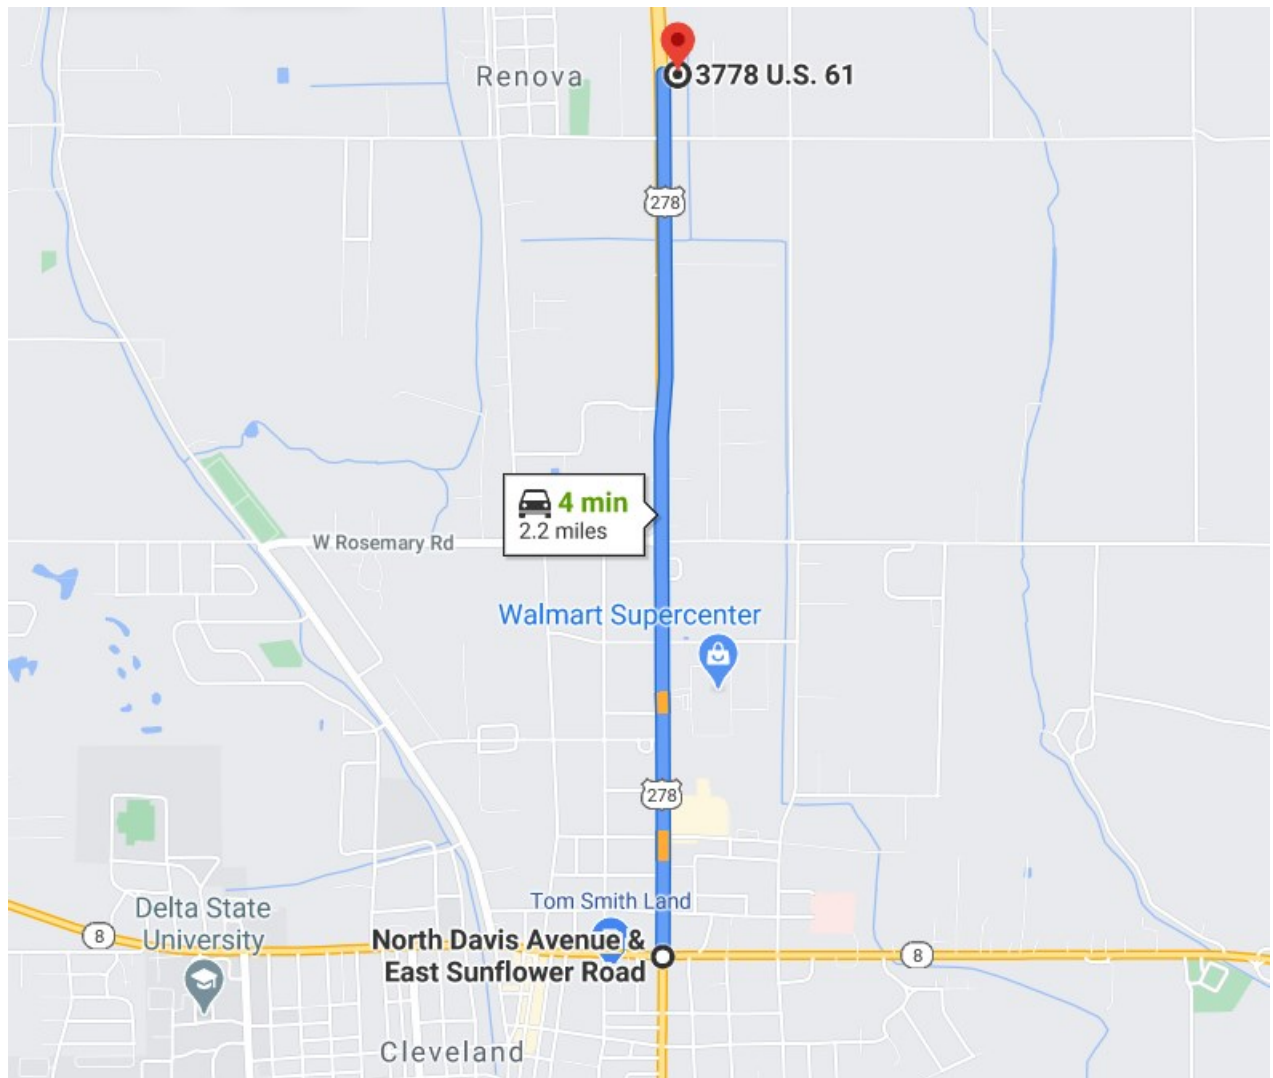 Renova
3778 U.S. 61
278
4 min
2.2 miles
W Rosemary Rd
Walmart Supercenter
278
Tom Smith Land
Delta State
University
8
North Davis Avenue &
East Sunflower Road
8
Cleveland